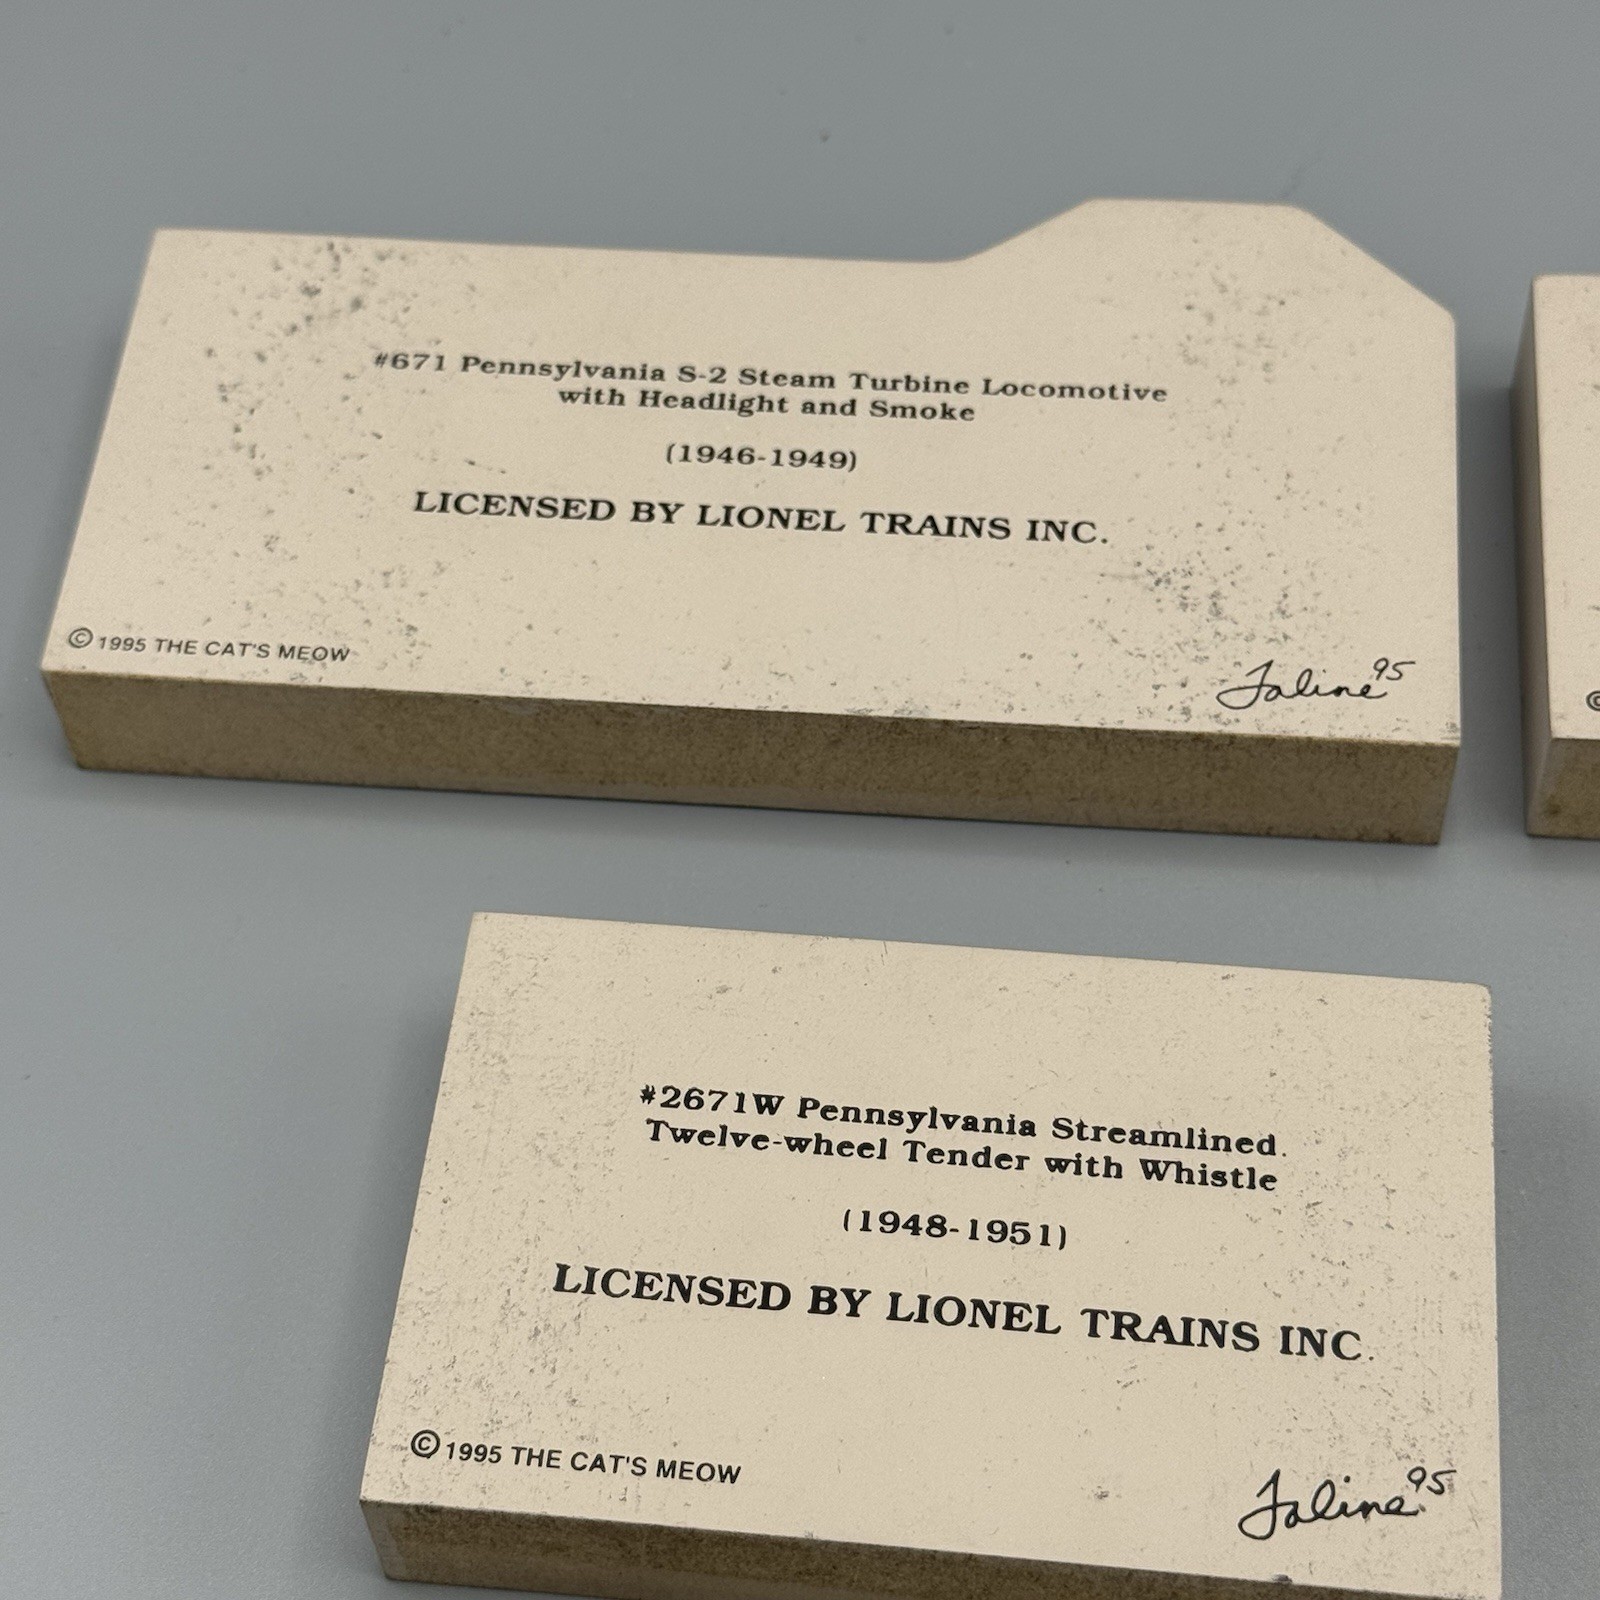 #671 Pennsylvania S-2 Steam Turbine Locomotive
with Headlight and Smoke
(1946-1949)
LICENSED BY LIONEL TRAINS INC.
© 1995 THE CAT'S MEOW
Faline 95
©
#2671W Pennsylvania Streamlined
Twelve-wheel Tender with Whistle
(1948-1951)
LICENSED BY LIONEL TRAINS INC.
© 1995 THE CAT'S MEOW
Faline 95